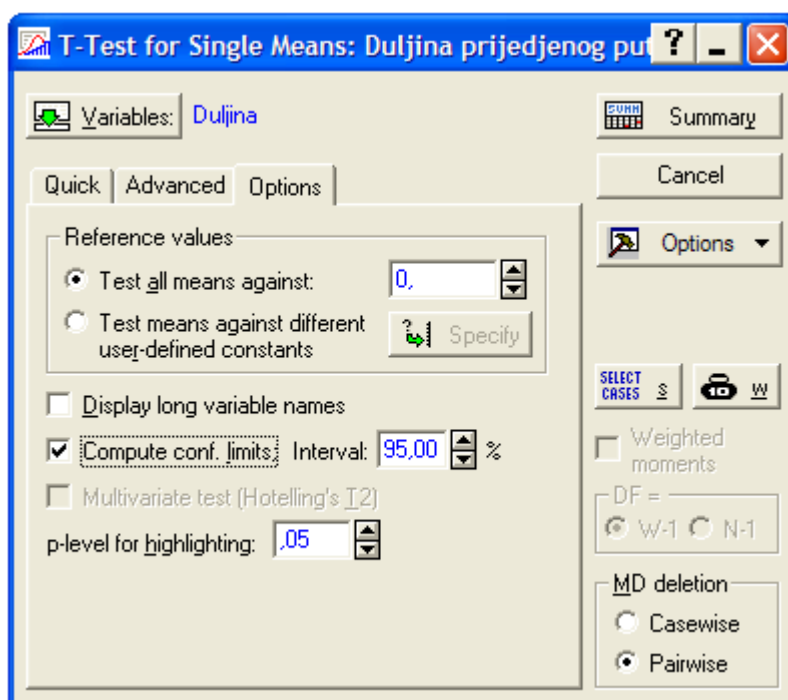 T-Test for Single Means: Duljina prijedjenog put
Variables: Duljina
Summary
Cancel
Options
Quick Advanced Options
Reference values
Test all means against: 0,
Test means against different
user-defined constants
Specify
Display long variable names
Compute conf. limits; Interval: 95,00 %
Multivariate test (Hotelling's T2)
p-level for highlighting: ,05
SELECT
CASES S
W
Weighted
moments
DF =
W-1 N-1
MD deletion
Casewise
Pairwise